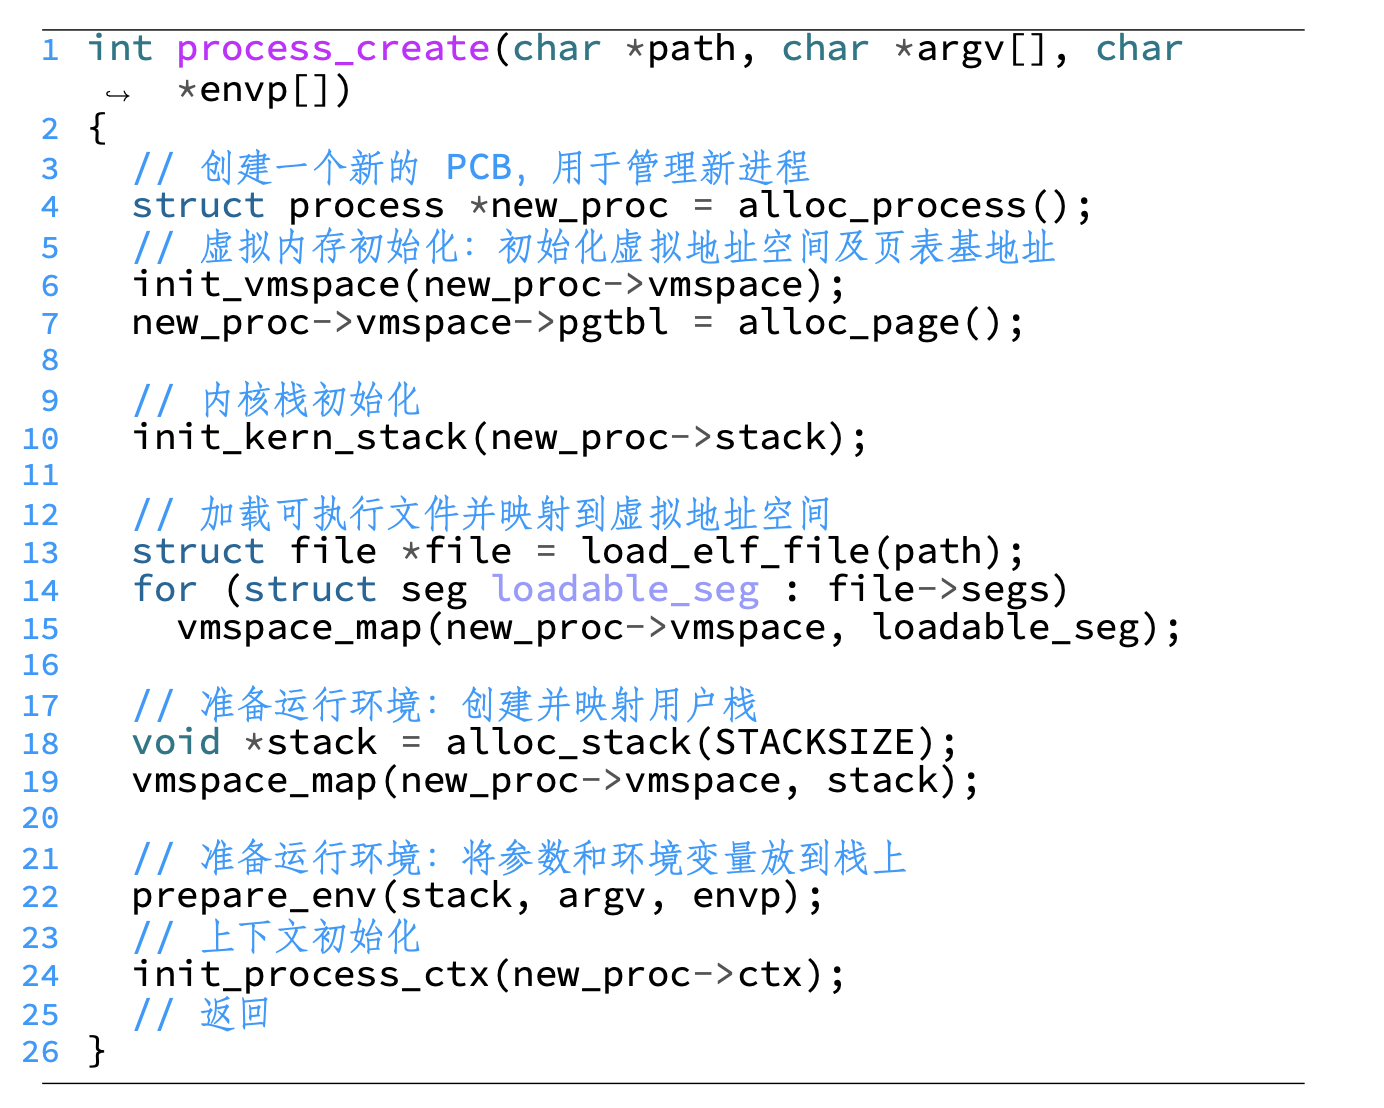 1 int process_create(char *path, char *argv[], char
↪ *envp[])
2 {
3 // 创建一个新的 PCB，用于管理新进程
4 struct process *new_proc = alloc_process();
5 // 虚拟内存初始化：初始化虚拟地址空间及页表基地址
6 init_vmspace(new_proc->vmspace);
7 new_proc->vmspace->pgtbl = alloc_page();
8
9 // 内核栈初始化
10 init_kern_stack(new_proc->stack);
11
12 // 加载可执行文件并映射到虚拟地址空间
13 struct file *file = load_elf_file(path);
14 for (struct seg loadable_seg : file->segs)
15 vmspace_map(new_proc->vmspace, loadable_seg);
16
17 // 准备运行环境：创建并映射用户栈
18 void *stack = alloc_stack(STACKSIZE);
19 vmspace_map(new_proc->vmspace, stack);
20
21 // 准备运行环境：将参数和环境变量放到栈上
22 prepare_env(stack, argv, envp);
23 // 上下文初始化
24 init_process_ctx(new_proc->ctx);
25 // 返回
26 }